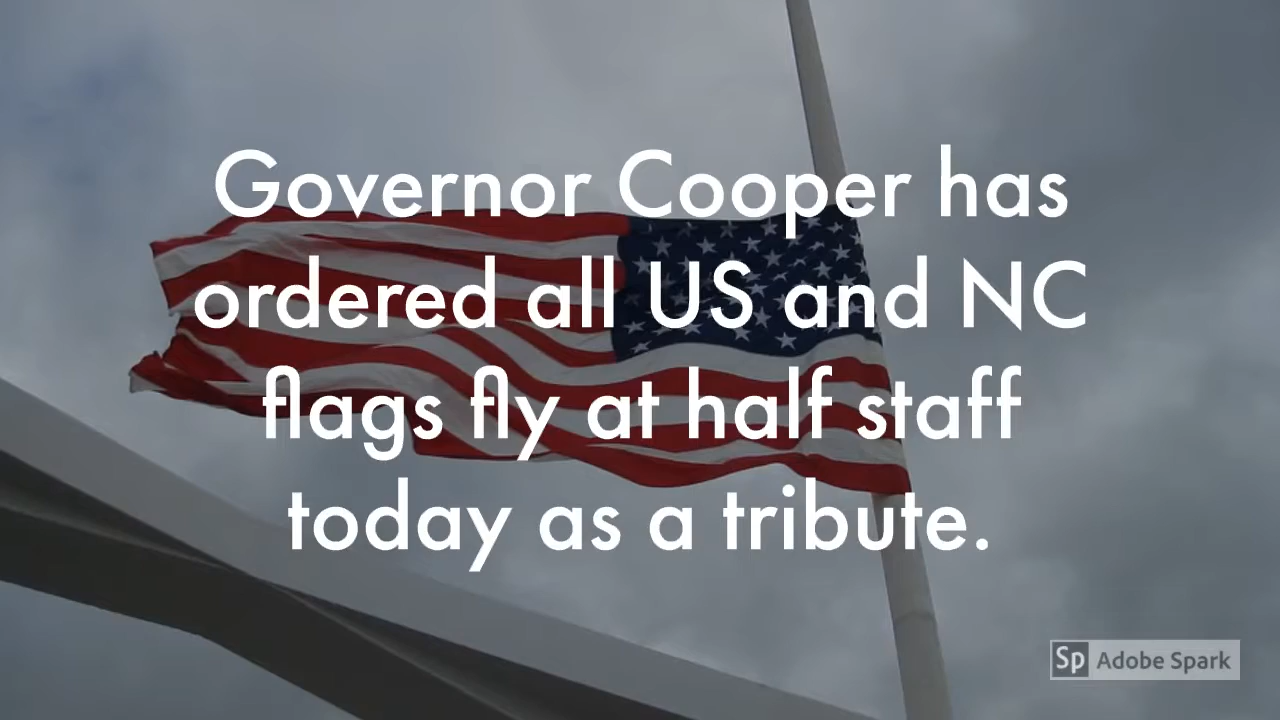 Governor Cooper has
ordered all US and NC
flags fly at half staff
today as a tribute.
Sp Adobe Spark